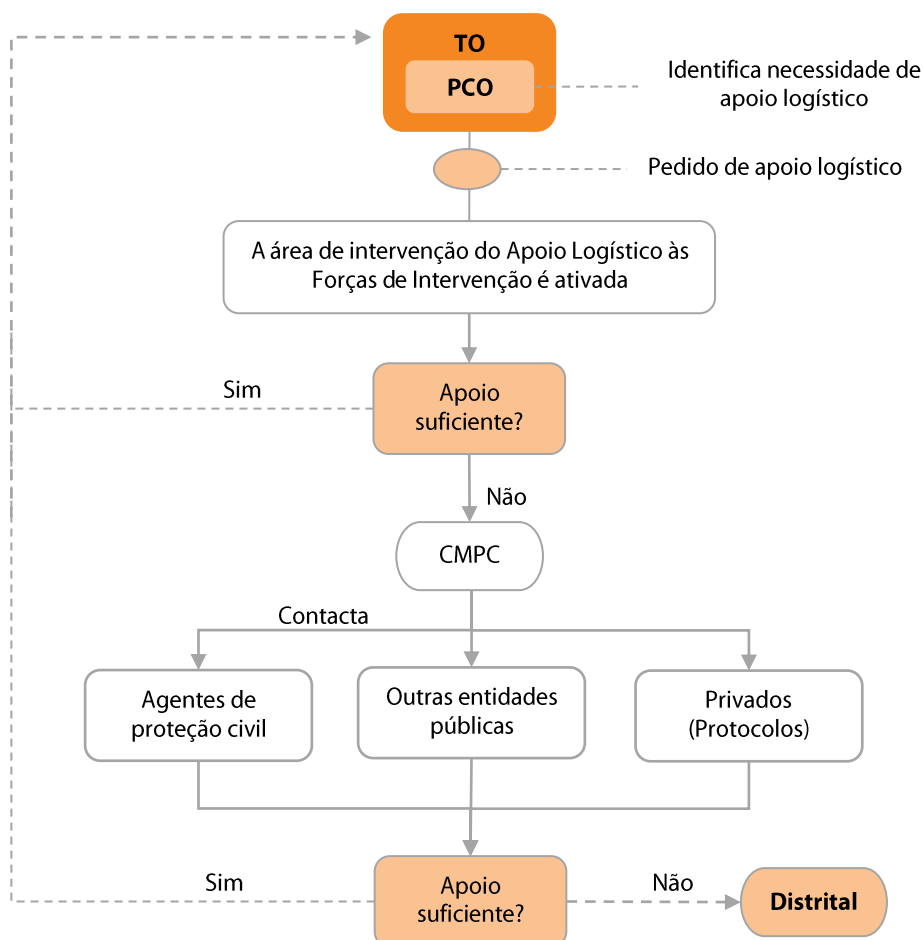 TO
PCO
Identifica necessidade de
apoio logístico
Pedido de apoio logístico
A área de intervenção do Apoio Logístico às
Forças de Intervenção é ativada
Sim
Apoio
suficiente?
Não
CMPC
Contacta
Agentes de
proteção civil
Outras entidades
públicas
Privados
(Protocolos)
Sim
Apoio
suficiente?
Não
Distrital